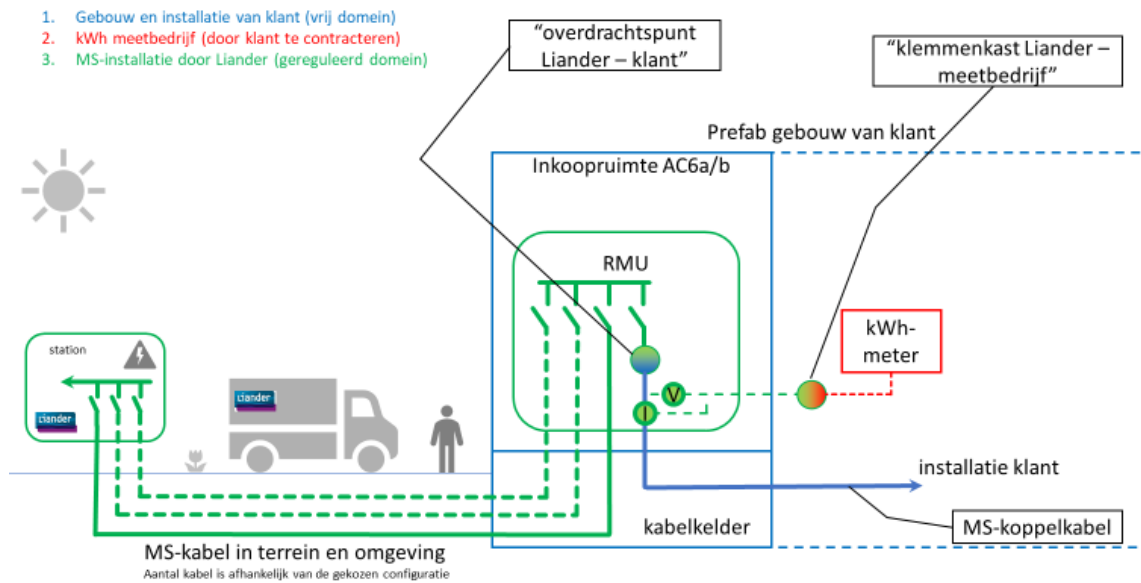 1. Gebouw en installatie van klant (vrij domein)
2. kWh meetbedrijf (door klant te contracteren)
3. MS-installatie door Liander (gereguleerd domein)
“overdrachtspunt
Liander – klant”
“klemmenkast Liander –
meetbedrijf”
Prefab gebouw van klant
Inkoopruimte AC6a/b
RMU
kWh-
meter
station
Liander
Liander
V
I
installatie klant
kabelkelder
MS-koppelkabel
MS-kabel in terrein en omgeving
Aantal kabel is afhankelijk van de gekozen configuratie